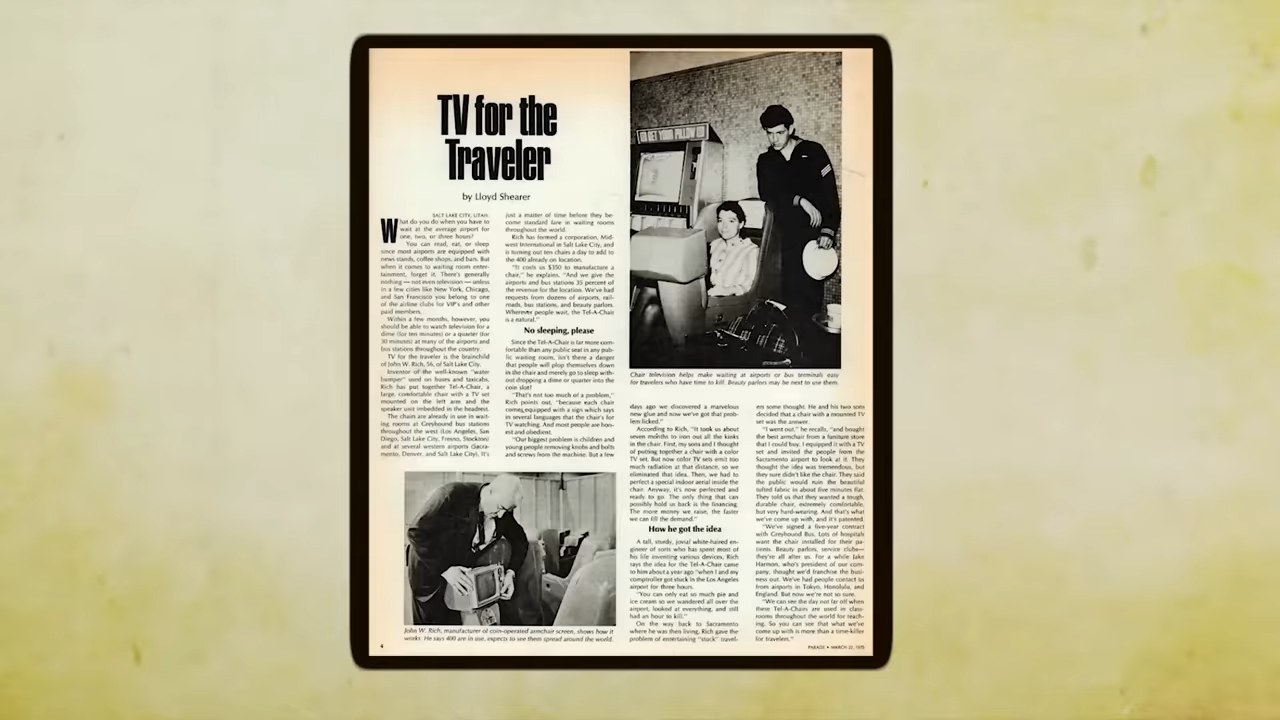 TV for the
Traveler
by Lloyd Shearer
SALT LAKE CITY, UTAH.
What do you do when you have to
wait at the average airport for
one, two, or three hours?
You can read, eat, or sleep
since most airports are equipped with
news stands, coffee shops, and bars. But
when it comes to waiting room enter-
tainment, forget it. There's generally
nothing — not even television — unless
in a few cities like New York, Chicago,
and San Francisco you belong to one
of the airline clubs for VIP's and other
paid members.
Within a few months, however, you
should be able to watch television for a
dime (for ten minutes) or a quarter (for
30 minutes) at many of the airports and
bus stations throughout the country.
TV for the traveler is the brainchild
of John W. Rich, 56, of Salt Lake City.
Inventor of the well-known "water
bumper" used on buses and taxicabs,
Rich has put together Tel-A-Chair, a
large, comfortable chair with a TV set
mounted on the left arm and the
speaker unit imbedded in the headrest.
The chairs are already in use in wait-
ing rooms at Greyhound bus stations
throughout the west (Los Angeles, San
Diego, Salt Lake City, Fresno, Stockton)
and at several western airports (Sacra-
mento, Denver, and Salt Lake City). It's
just a matter of time before they be-
come standard fare in waiting rooms
throughout the world.
Rich has formed a corporation, Mid-
west International in Salt Lake City, and
is turning out ten chairs a day to add to
the 400 already on location.
"It costs us $350 to manufacture a
chair," he explains. "And we give the
airports and bus stations 35 percent of
the revenue for the location. We've had
requests from dozens of airports, rail-
roads, bus stations, and beauty parlors.
Wherever people wait, the Tel-A-Chair
is a natural."
No sleeping, please
Since the Tel-A-Chair is far more com-
fortable than any public seat in any pub-
lic waiting room, isn't there a danger
that people will plop themselves down
in the chair and merely go to sleep with-
out dropping a dime or quarter into the
coin slot?
"That's not too much of a problem,"
Rich points out, "because each chair
comes equipped with a sign which says
in several languages that the chair's for
TV watching. And most people are hon-
est and obedient.
"Our biggest problem is children and
young people removing knobs and bolts
and screws from the machine. But a few
GET YOUR PILLOW
Chair television helps make waiting at airports or bus terminals easy
for travelers who have time to kill. Beauty parlors may be next to use them.
days ago we discovered a marvelous
new glue and now we've got that prob-
lem licked."
According to Rich, "It took us about
seven months to iron out all the kinks
in the chair. First, my sons and I thought
of putting together a chair with a color
TV set. But now color TV sets emit too
much radiation at that distance, so we
eliminated that idea. Then, we had to
perfect a special indoor aerial inside the
chair. Anyway, it's now perfected and
ready to go. The only thing that can
possibly hold us back is the financing.
The more money we raise, the faster
we can fill the demand."
How he got the idea
A tall, sturdy, jovial white-haired en-
gineer of sorts who has spent most of
his life inventing various devices, Rich
says the idea for the Tel-A-Chair came
to him about a year ago "when I and my
comptroller got stuck in the Los Angeles
airport for three hours.
"You can only eat so much pie and
ice cream so we wandered all over the
airport, looked at everything, and still
had an hour to kill."
On the way back to Sacramento
where he was then living, Rich gave the
problem of entertaining "stuck" travel-
ers some thought. He and his two sons
decided that a chair with a mounted TV
set was the answer.
"I went out," he recalls, "and bought
the best armchair from a furniture store
that I could buy. I equipped it with a TV
set and invited the people from the
Sacramento airport to look at it. They
thought the idea was tremendous, but
they sure didn't like the chair. They said
the public would ruin the beautiful
tufted fabric in about five minutes flat.
They told us that they wanted a tough,
durable chair, extremely comfortable,
but very hard-wearing. And that's what
we've come up with, and it's patented.
"We've signed a five-year contract
with Greyhound Bus. Lots of hospitals
want the chair installed for their pa-
tients. Beauty parlors, service clubs—
they're all after us. For a while Jake
Harmon, who's president of our com-
pany, thought we'd franchise the busi-
ness out. We've had people contact us
from airports in Tokyo, Honolulu, and
England. But now we're not so sure.
"We can see the day not far off when
these Tel-A-Chairs are used in class-
rooms throughout the world for teach-
ing. So you can see that what we've
come up with is more than a time-killer
for travelers."
John W. Rich, manufacturer of coin-operated armchair screen, shows how it
works. He says 400 are in use, expects to see them spread around the world.
4
PARADE • MARCH 22, 1970